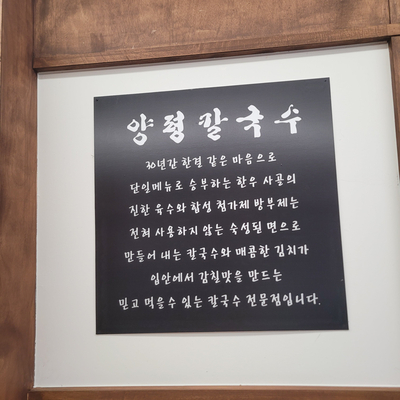 양평칼국수
30년간 한결 같은 마음으로
단일메뉴로 승부하는 한우 사골의
진한 육수와 합성 첨가제 방부제는
전혀 사용하지 않는 숙성된 면으로
만들어 내는 칼국수와 매콤한 김치가
입안에서 감칠맛을 만드는
믿고 먹을수 있는 칼국수 전문점입니다.